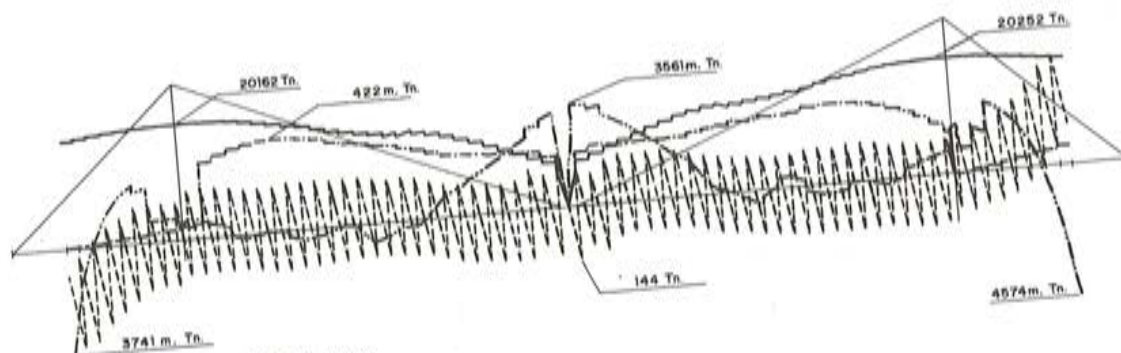 20252 Tn.
20162 Tn.
422 m. Tn.
3561 m. Tn.
144 Tn.
4574 m. Tn.
3741 m. Tn.